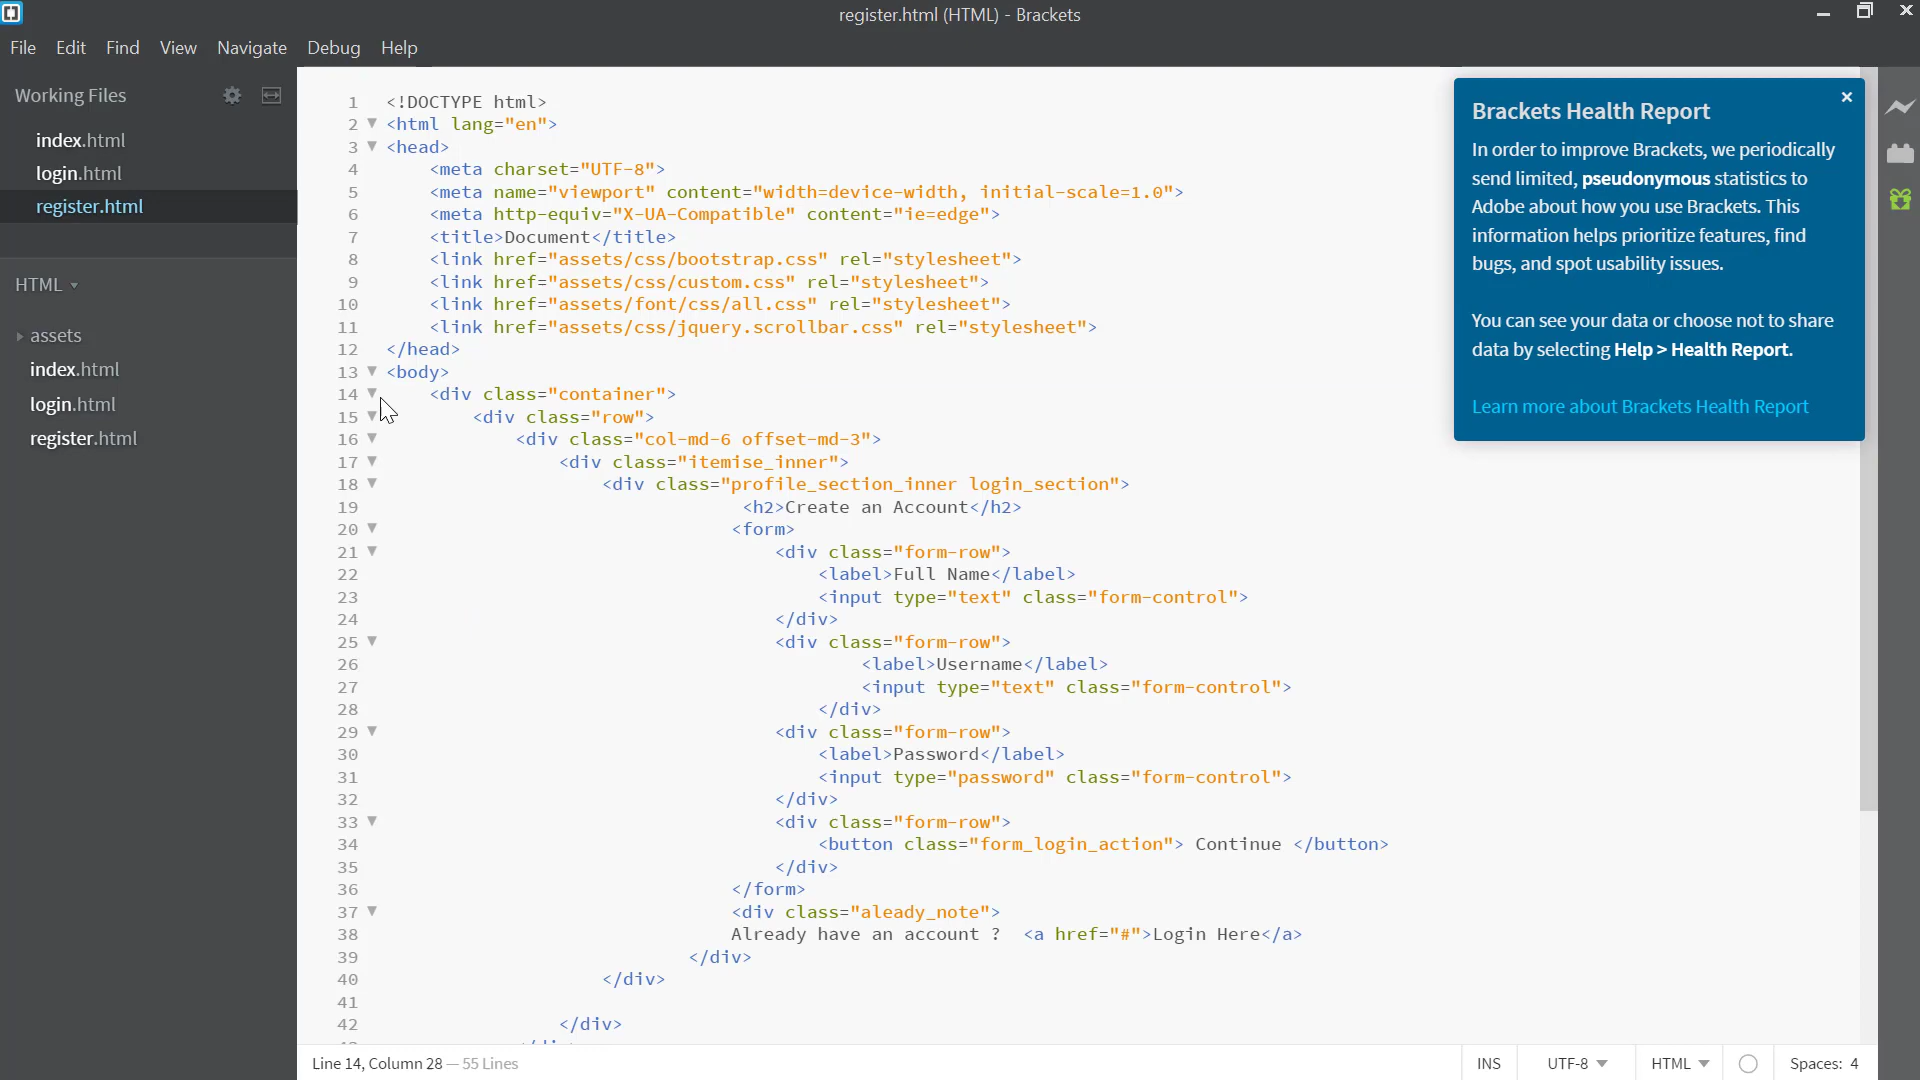 register.html (HTML) - Brackets
File Edit Find View Navigate Debug Help
Working Files
index.html
login.html
register.html
HTML
assets
index.html
login.html
register.html
1 <!DOCTYPE html>
2 <html lang="en">
3 <head>
4 <meta charset="UTF-8">
5 <meta name="viewport" content="width=device-width, initial-scale=1.0">
6 <meta http-equiv="X-UA-Compatible" content="ie=edge">
7 <title>Document</title>
8 <link href="assets/css/bootstrap.css" rel="stylesheet">
9 <link href="assets/css/custom.css" rel="stylesheet">
10 <link href="assets/font/css/all.css" rel="stylesheet">
11 <link href="assets/css/jquery.scrollbar.css" rel="stylesheet">
12 </head>
13 <body>
14 <div class="container">
15 <div class="row">
16 <div class="col-md-6 offset-md-3">
17 <div class="itemise_inner">
18 <div class="profile_section_inner login_section">
19 <h2>Create an Account</h2>
20 <form>
21 <div class="form-row">
22 <label>Full Name</label>
23 <input type="text" class="form-control">
24 </div>
25 <div class="form-row">
26 <label>Username</label>
27 <input type="text" class="form-control">
28 </div>
29 <div class="form-row">
30 <label>Password</label>
31 <input type="password" class="form-control">
32 </div>
33 <div class="form-row">
34 <button class="form_login_action"> Continue </button>
35 </div>
36 </form>
37 <div class="aleady_note">
38 Already have an account ? <a href="#">Login Here</a>
39 </div>
40 </div>
41
42 </div>
Brackets Health Report
In order to improve Brackets, we periodically
send limited, pseudonymous statistics to
Adobe about how you use Brackets. This
information helps prioritize features, find
bugs, and spot usability issues.
You can see your data or choose not to share
data by selecting Help > Health Report.
Learn more about Brackets Health Report
Line 14, Column 28 — 55 Lines
INS UTF-8 HTML Spaces: 4